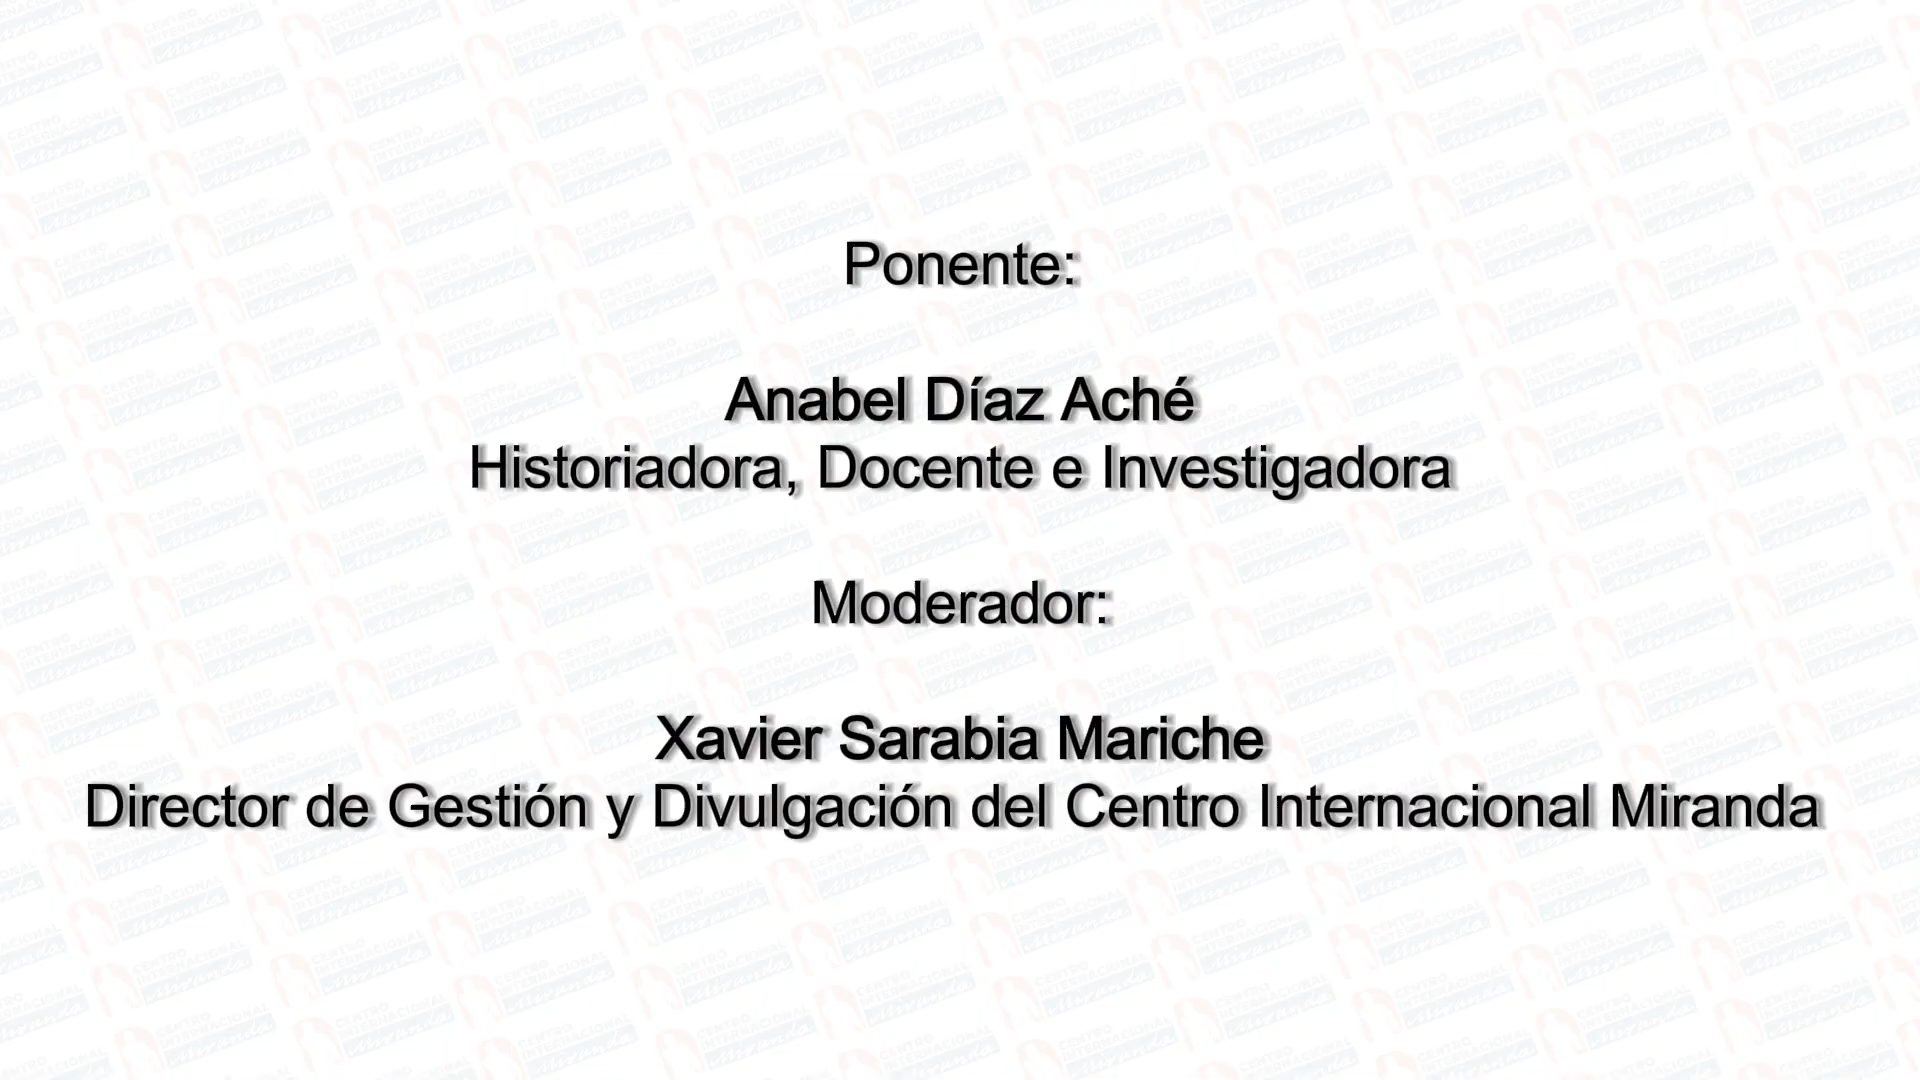 Ponente:
Anabel Díaz Aché
Historiadora, Docente e Investigadora
Moderador:
Xavier Sarabia Mariche
Director de Gestión y Divulgación del Centro Internacional Miranda